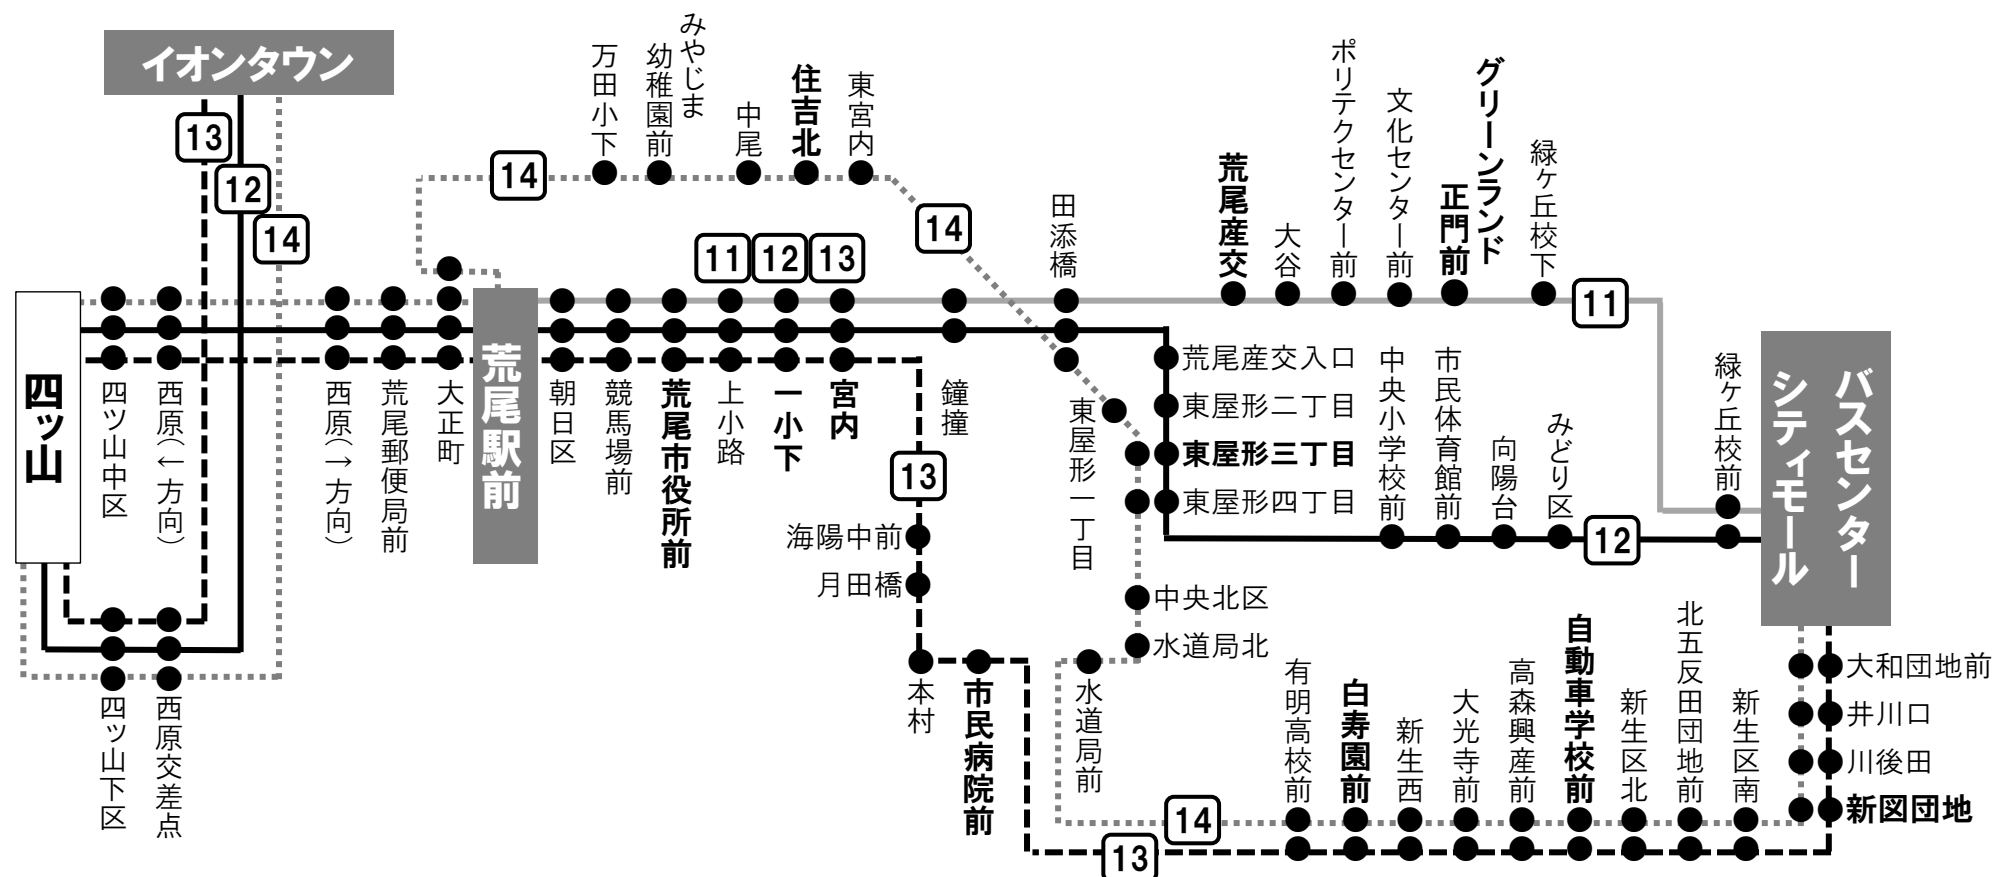 イオンタウン
13
12
14
四ッ山
四ツ山中区
西原(←方向)
西原(→方向)
荒尾郵便局前
大正町
四ッ山下区
西原交差点
荒尾駅前
14
万田小下
みやじま
幼稚園前
中尾
住吉北
東宮内
14
11
12
13
朝日区
競馬場前
荒尾市役所前
上小路
一小下
宮内
鐘撞
田添橋
荒尾産交
大谷
ポリテクセンター前
文化センター前
グリーンランド
正門前
緑ヶ丘校下
11
荒尾産交入口
東屋形二丁目
東屋形三丁目
東屋形四丁目
中央小学校前
市民体育館前
向陽台
みどり区
12
緑ヶ丘校前
バスセンター
シティモール
13
海陽中前
月田橋
本村
市民病院前
東屋形一丁目
中央北区
水道局北
水道局前
14
13
有明高校前
白寿園前
新生西
大光寺前
高森興産前
自動車学校前
新生区北
北五反田団地前
新生区南
大和団地前
井川口
川後田
新図団地